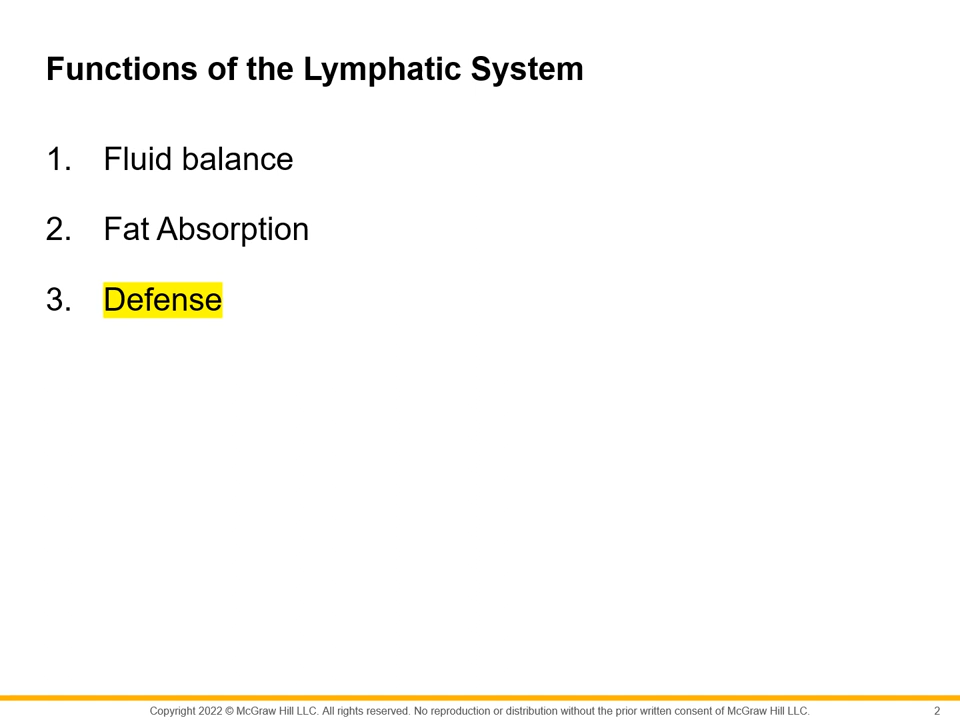 Functions of the Lymphatic System
1. Fluid balance
2. Fat Absorption
3. Defense
Copyright 2022 © McGraw Hill LLC. All rights reserved. No reproduction or distribution without the prior written consent of McGraw Hill LLC. 2